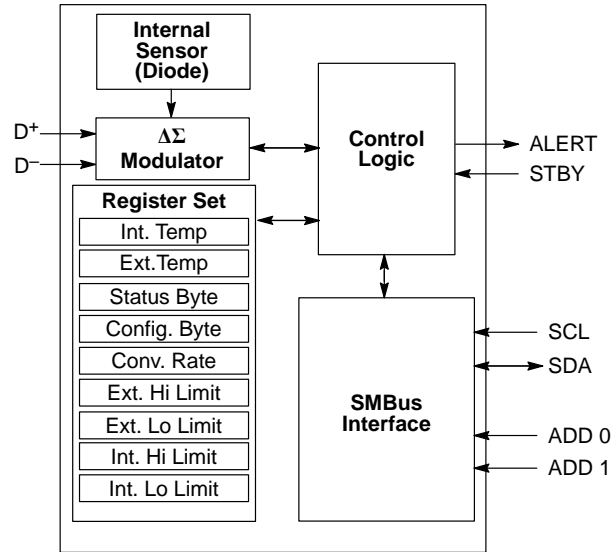 Internal
Sensor
(Diode)
D+
D−
ΔΣ
Modulator
Control
Logic
ALERT
STBY
Register Set
Int. Temp
Ext.Temp
Status Byte
Config. Byte
Conv. Rate
Ext. Hi Limit
Ext. Lo Limit
Int. Hi Limit
Int. Lo Limit
SMBus
Interface
SCL
SDA
ADD 0
ADD 1